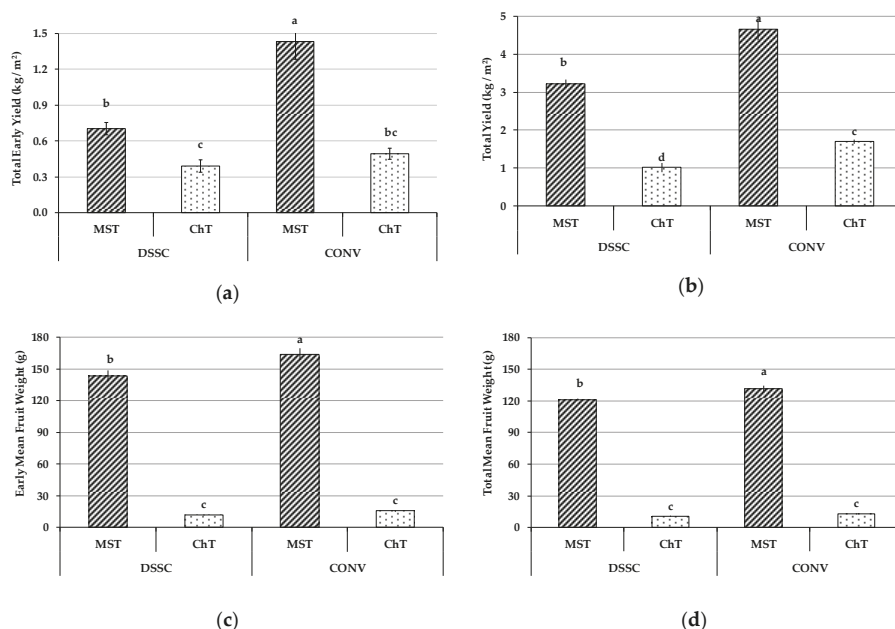 Total Early Yield (kg / m²)
1.5
1.2
0.9
0.6
0.3
0.0
b
c
a
bc
MST
ChT
MST
ChT
DSSC
CONV
(a)
Total Yield (kg / m²)
5
4
3
2
1
0
b
d
a
c
MST
ChT
MST
ChT
DSSC
CONV
(b)
Early Mean Fruit Weight (g)
180
150
120
90
60
30
0
b
c
a
c
MST
ChT
MST
ChT
DSSC
CONV
(c)
Total Mean Fruit Weight (g)
180
150
120
90
60
30
0
b
c
a
c
MST
ChT
MST
ChT
DSSC
CONV
(d)